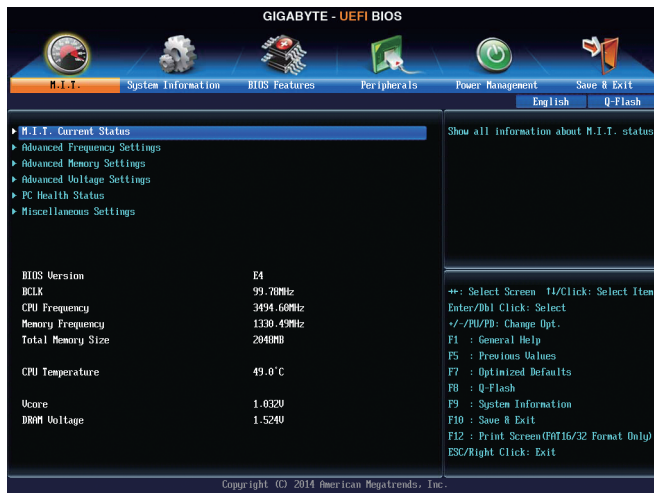 GIGABYTE - UEFI BIOS
M.I.T. System Information BIOS Features Peripherals Power Management Save & Exit
English Q-Flash
M.I.T. Current Status
Advanced Frequency Settings
Advanced Memory Settings
Advanced Voltage Settings
PC Health Status
Miscellaneous Settings
Show all information about M.I.T. status
BIOS Version E4
BCLK 99.78MHz
CPU Frequency 3494.60MHz
Memory Frequency 1330.49MHz
Total Memory Size 2048MB
CPU Temperature 49.0°C
Vcore 1.032V
DRAM Voltage 1.524V
→←: Select Screen ↑↓/Click: Select Item
Enter/Dbl Click: Select
+/-/PU/PD: Change Opt.
F1 : General Help
F5 : Previous Values
F7 : Optimized Defaults
F8 : Q-Flash
F9 : System Information
F10 : Save & Exit
F12 : Print Screen(FAT16/32 Format Only)
ESC/Right Click: Exit
Copyright (C) 2014 American Megatrends, Inc.